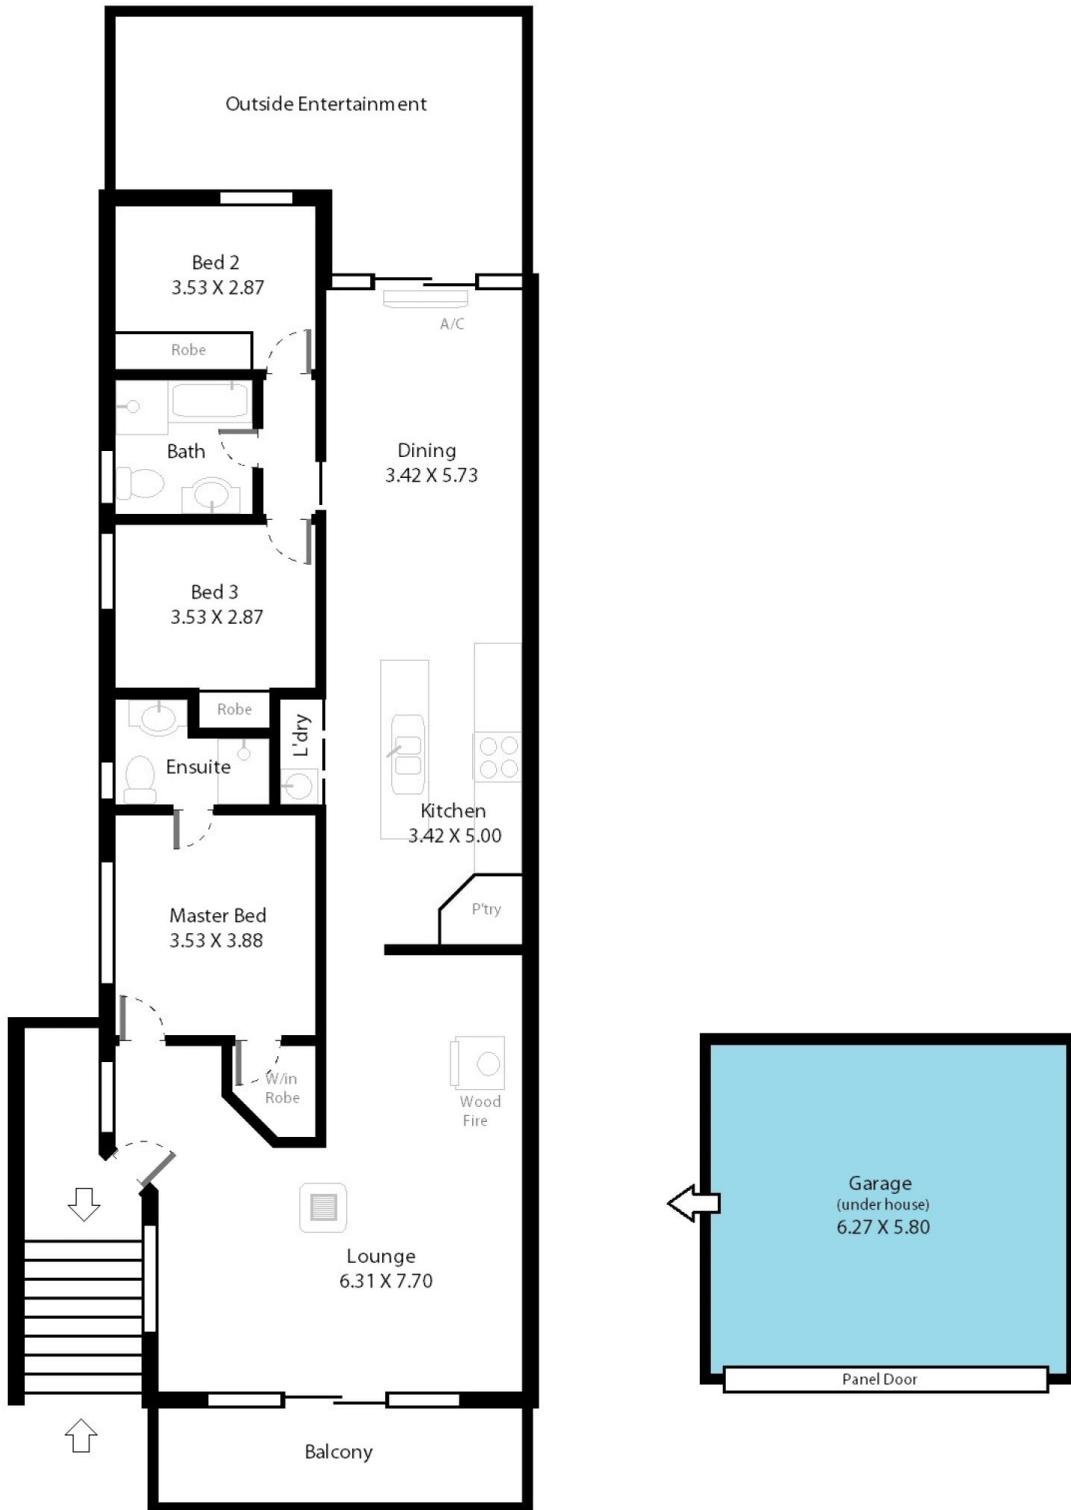 Outside Entertainment
Bed 2
3.53 X 2.87
A/C
Robe
Bath
Dining
3.42 X 5.73
Bed 3
3.53 X 2.87
Robe
L'dry
Ensuite
Kitchen
3.42 X 5.00
P'try
Master Bed
3.53 X 3.88
W/in
Robe
Wood
Fire
Lounge
6.31 X 7.70
Balcony
Garage
(under house)
6.27 X 5.80
Panel Door